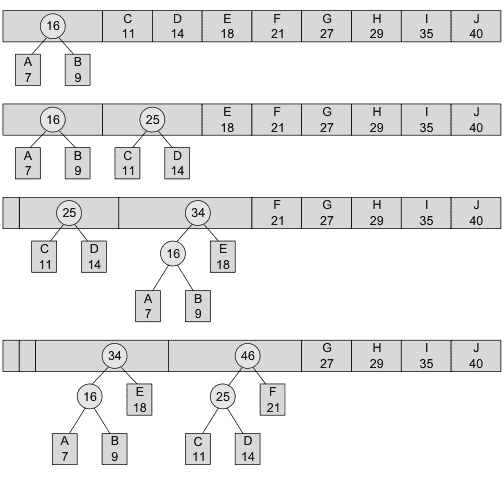 16 C D E F G H I J
11 14 18 21 27 29 35 40
A B
7 9
16 25 E F G H I J
18 21 27 29 35 40
A B C D
7 9 11 14
25 34 F G H I J
21 27 29 35 40
C D 16 E
11 14 18
A B
7 9
34 46 G H I J
27 29 35 40
16 E 25 F
18 21
A B C D
7 9 11 14